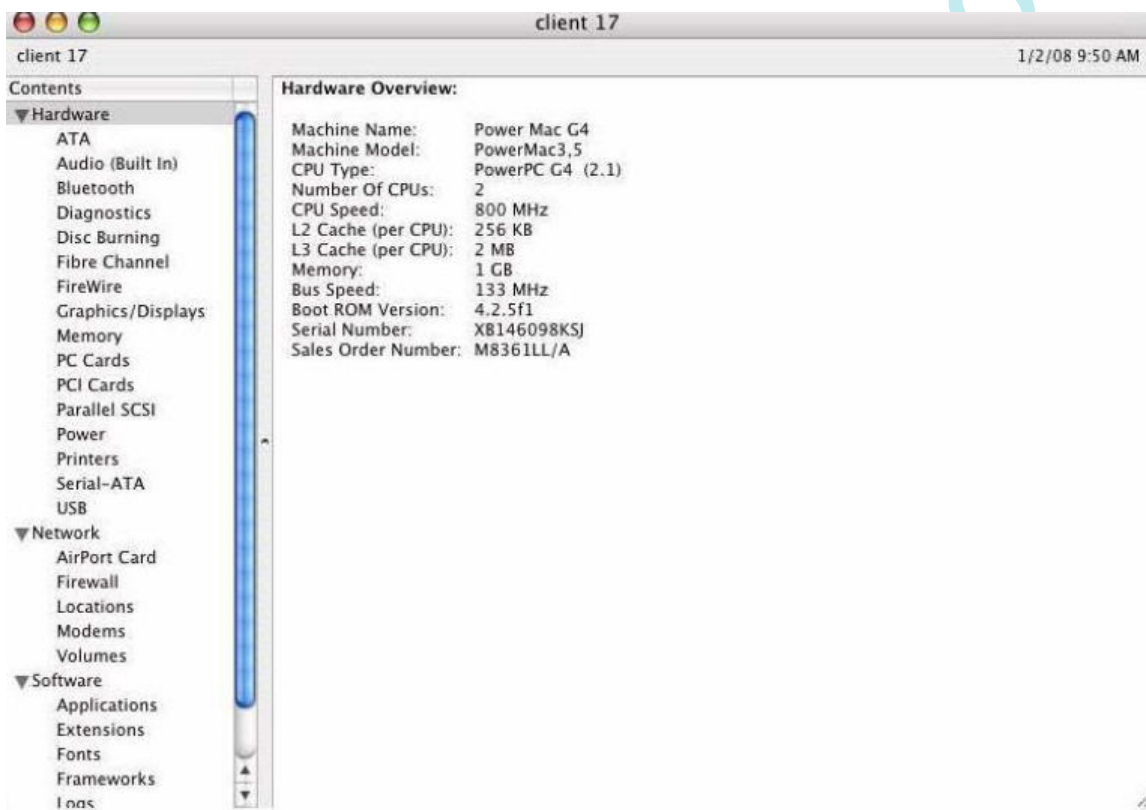 client 17
client 17 1/2/08 9:50 AM
Contents
Hardware
ATA
Audio (Built In)
Bluetooth
Diagnostics
Disc Burning
Fibre Channel
FireWire
Graphics/Displays
Memory
PC Cards
PCI Cards
Parallel SCSI
Power
Printers
Serial-ATA
USB
Network
AirPort Card
Firewall
Locations
Modems
Volumes
Software
Applications
Extensions
Fonts
Frameworks
Logs
Hardware Overview:
Machine Name: Power Mac G4
Machine Model: PowerMac3,5
CPU Type: PowerPC G4 (2.1)
Number Of CPUs: 2
CPU Speed: 800 MHz
L2 Cache (per CPU): 256 KB
L3 Cache (per CPU): 2 MB
Memory: 1 GB
Bus Speed: 133 MHz
Boot ROM Version: 4.2.5f1
Serial Number: XB146098KSJ
Sales Order Number: M8361LL/A